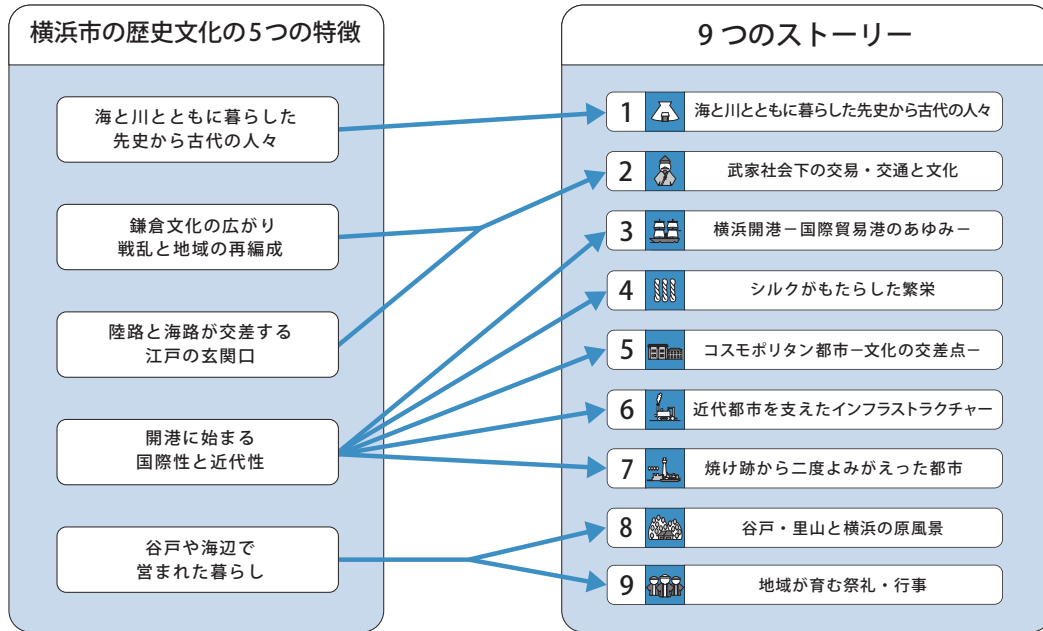 横浜市の歴史文化の5つの特徴
海と川とともに暮らした
先史から古代の人々
鎌倉文化の広がり
戦乱と地域の再編成
陸路と海路が交差する
江戸の玄関口
開港に始まる
国際性と近代性
谷戸や海辺で
営まれた暮らし
9つのストーリー
1 海と川とともに暮らした先史から古代の人々
2 武家社会下の交易・交通と文化
3 横浜開港－国際貿易港のあゆみ－
4 シルクがもたらした繁栄
5 コスモポリタン都市－文化の交差点－
6 近代都市を支えたインフラストラクチャー
7 焼け跡から二度よみがえった都市
8 谷戸・里山と横浜の原風景
9 地域が育む祭礼・行事